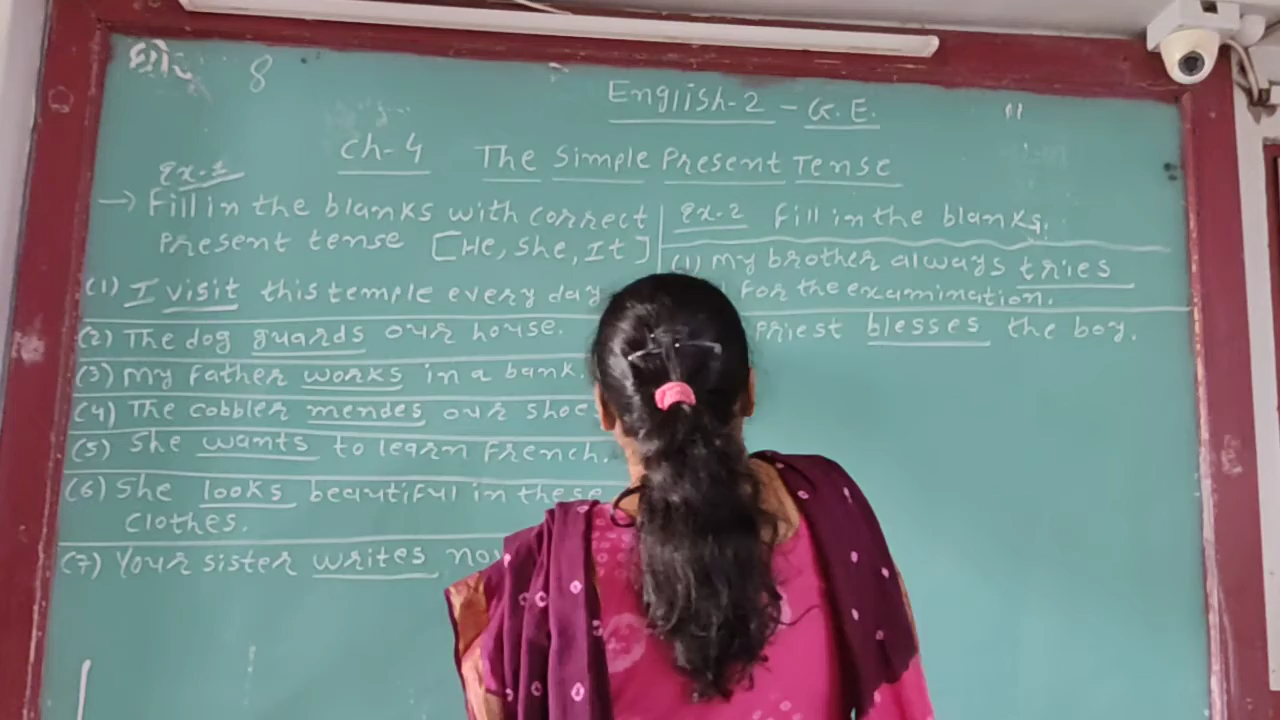 ધોરણ 8
English-2 - G.E.
Ch-4 The Simple Present Tense
Ex-1
→ Fill in the blanks with correct
Present tense [He, She, It]
(1) I visit this temple every day
(2) The dog guards our house.
(3) my father works in a bank.
(4) The cobbler mendes our shoes
(5) She wants to learn French.
(6) She looks beautiful in these
clothes.
(7) Your sister writes
Ex-2 Fill in the blanks.
(1) my brother always tries
for the examination.
Priest blesses the boy.